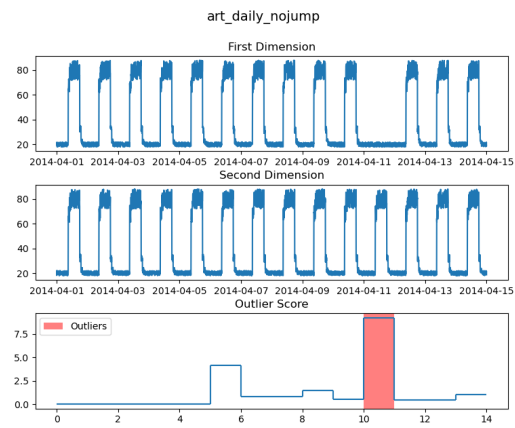 art_daily_nojump
First Dimension
80
60
40
20
2014-04-01 2014-04-03 2014-04-05 2014-04-07 2014-04-09 2014-04-11 2014-04-13 2014-04-15
Second Dimension
80
60
40
20
2014-04-01 2014-04-03 2014-04-05 2014-04-07 2014-04-09 2014-04-11 2014-04-13 2014-04-15
Outlier Score
Outliers
7.5
5.0
2.5
0.0
0 2 4 6 8 10 12 14